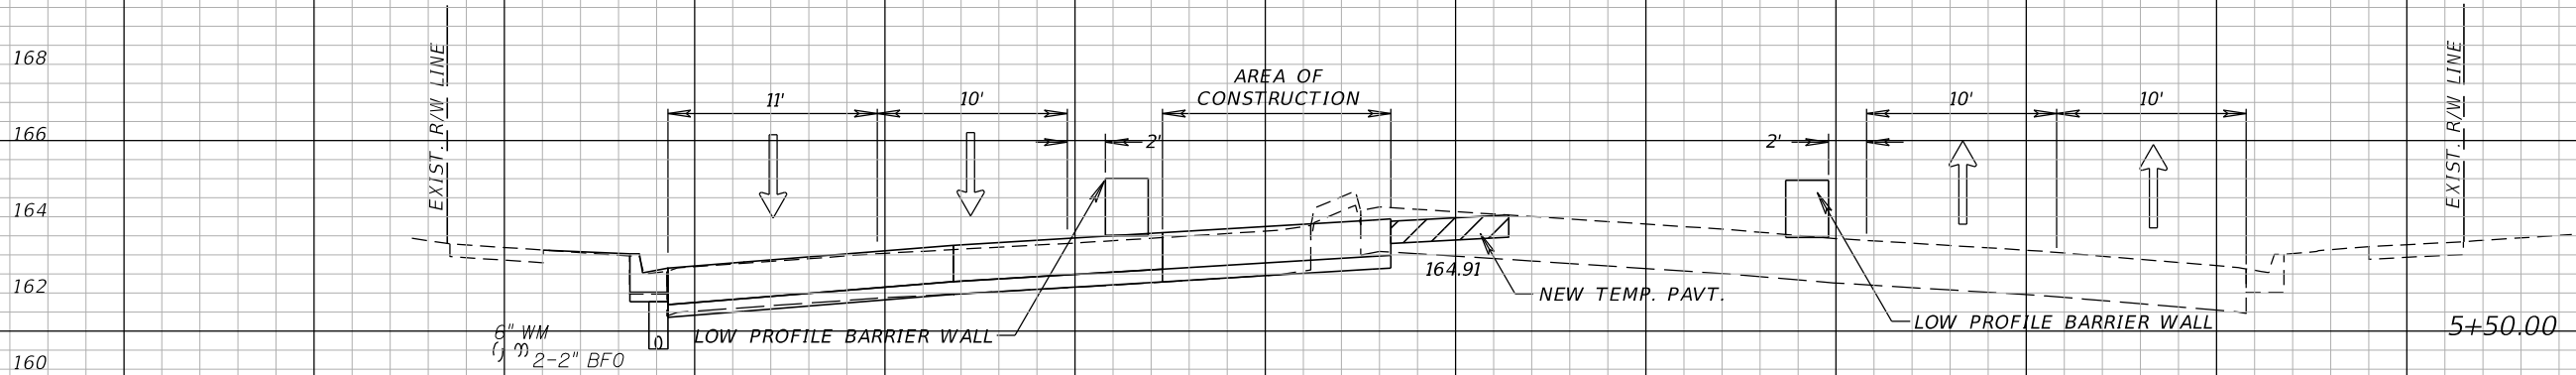 168
166
164
162
160
EXIST. R/W LINE
11'
10'
2'
AREA OF
CONSTRUCTION
2'
10'
10'
EXIST. R/W LINE
164.91
NEW TEMP. PAVT.
LOW PROFILE BARRIER WALL
LOW PROFILE BARRIER WALL
6" WM
2-2" BFO
5+50.00